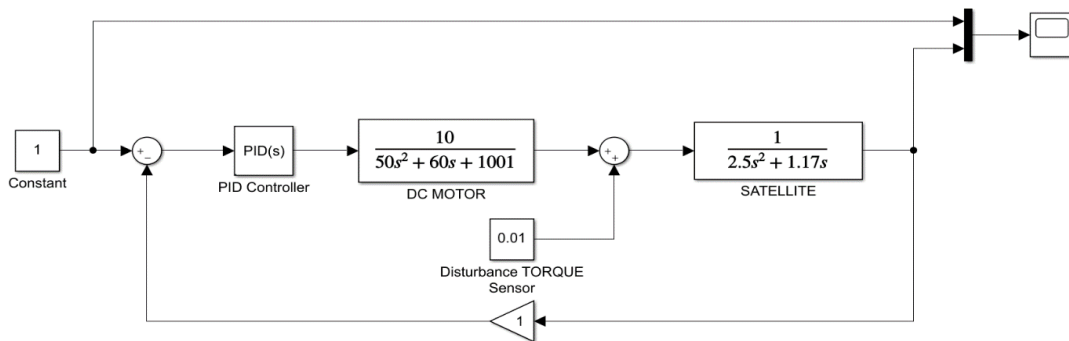 1
Constant
+
−
PID(s)
PID Controller
10
50s² + 60s + 1001
DC MOTOR
+
+
1
2.5s² + 1.17s
SATELLITE
0.01
Disturbance TORQUE
Sensor
1